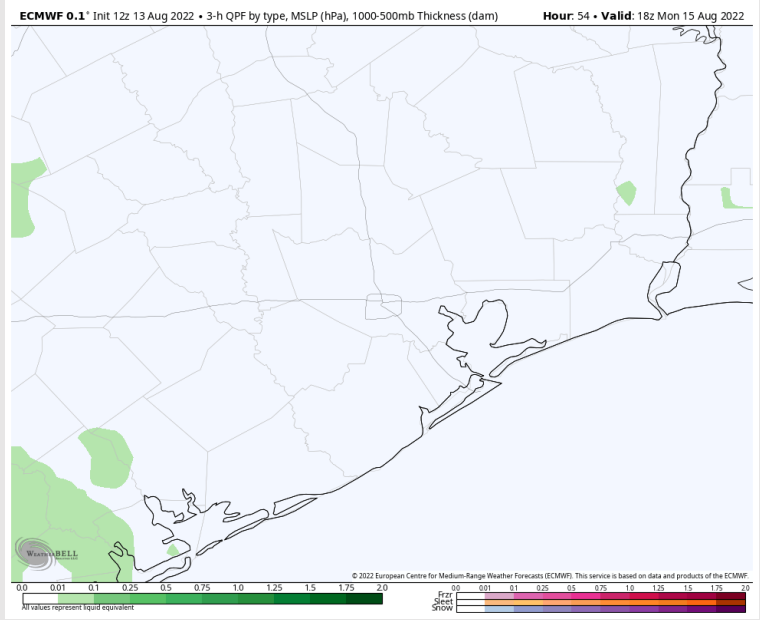 ECMWF 0.1° Init 12z 13 Aug 2022 • 3-h QPF by type, MSLP (hPa), 1000-500mb Thickness (dam)
Hour: 54 • Valid: 18z Mon 15 Aug 2022
WEATHERBELL
© 2022 European Centre for Medium-Range Weather Forecasts (ECMWF). This service is based on data and products of the ECMWF.
0.0 0.01 0.1 0.25 0.5 0.75 1.0 1.25 1.5 1.75 2.0
All values represent liquid equivalent
0.0 0.01 0.1 0.25 0.5 0.75 1.0 1.25 1.5 1.75 2.0
Frzr
Sleet
Snow